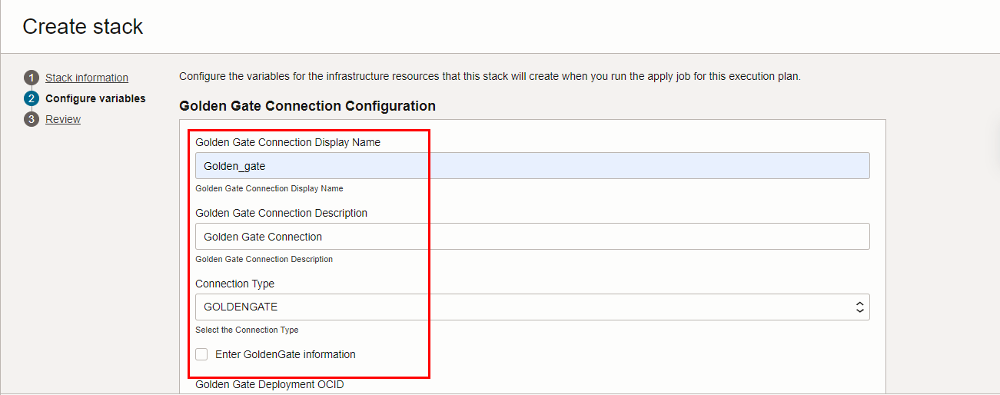 Create stack
1 Stack information
2 Configure variables
3 Review
Configure the variables for the infrastructure resources that this stack will create when you run the apply job for this execution plan.
Golden Gate Connection Configuration
Golden Gate Connection Display Name
Golden_gate
Golden Gate Connection Display Name
Golden Gate Connection Description
Golden Gate Connection
Golden Gate Connection Description
Connection Type
GOLDENGATE
Select the Connection Type
Enter GoldenGate information
Golden Gate Deployment OCID